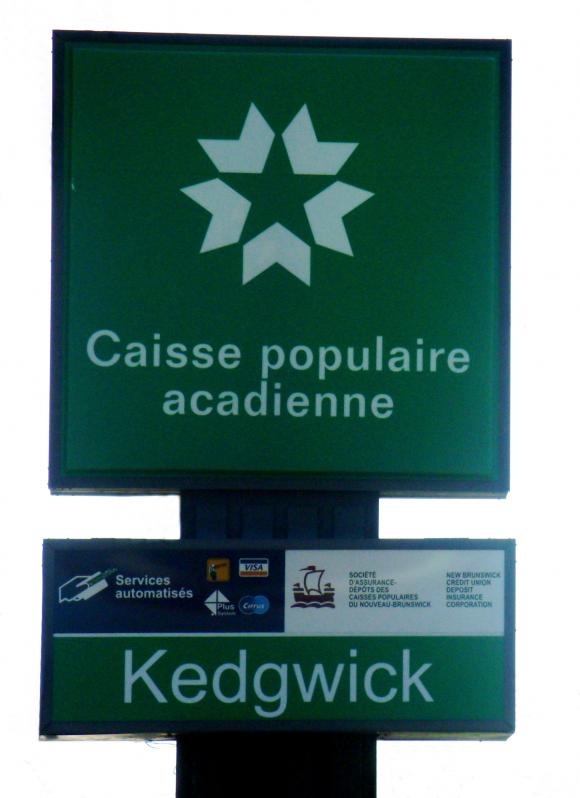 Caisse populaire
acadienne
Services
automatisés
VISA
Plus
System
Cirrus
SOCIÉTÉ
D'ASSURANCE-
DÉPÔTS DES
CAISSES POPULAIRES
DU NOUVEAU-BRUNSWICK
NEW BRUNSWICK
CREDIT UNION
DEPOSIT
INSURANCE
CORPORATION
Kedgwick